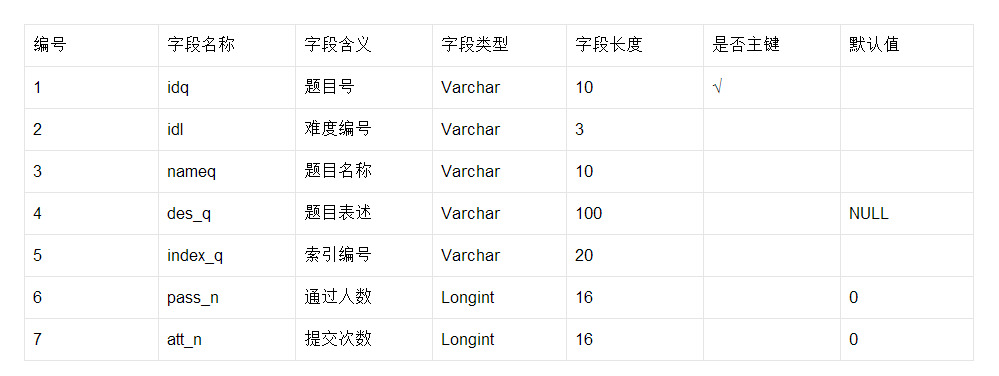 编号 字段名称 字段含义 字段类型 字段长度 是否主键 默认值
1 idq 题目号 Varchar 10 √
2 idl 难度编号 Varchar 3
3 nameq 题目名称 Varchar 10
4 des_q 题目表述 Varchar 100 NULL
5 index_q 索引编号 Varchar 20
6 pass_n 通过人数 Longint 16 0
7 att_n 提交次数 Longint 16 0